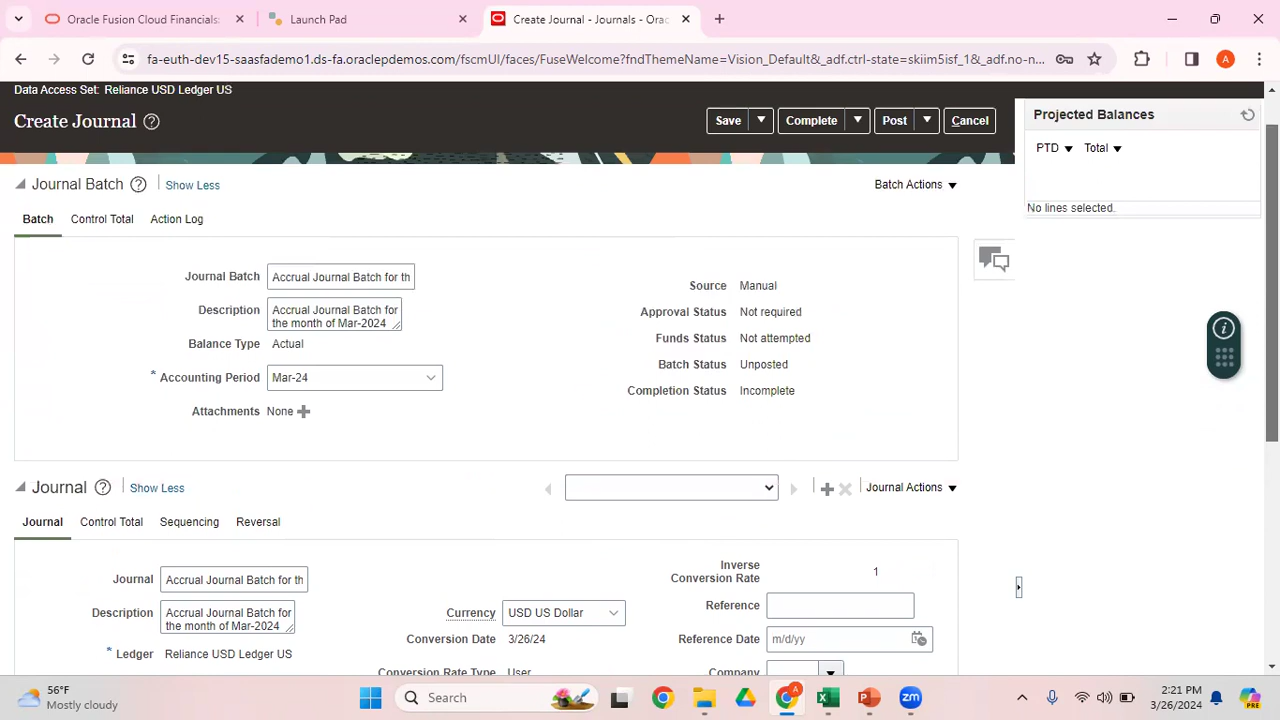 Oracle Fusion Cloud Financials:
Launch Pad
Create Journal - Journals - Orac
fa-euth-dev15-saasfademo1.ds-fa.oraclepdemos.com/fscmUI/faces/FuseWelcome?fndThemeName=Vision_Default&_adf.ctrl-state=skiim5isf_1&_adf.no-n...
A
Data Access Set: Reliance USD Ledger US
Create Journal
Save
Complete
Post
Cancel
Projected Balances
PTD
Total
No lines selected.
Journal Batch
Show Less
Batch Actions
Batch
Control Total
Action Log
Journal Batch Accrual Journal Batch for th
Description Accrual Journal Batch for
the month of Mar-2024
Balance Type Actual
* Accounting Period Mar-24
Attachments None
Source Manual
Approval Status Not required
Funds Status Not attempted
Batch Status Unposted
Completion Status Incomplete
Journal
Show Less
Journal Actions
Journal
Control Total
Sequencing
Reversal
Journal Accrual Journal Batch for th
Description Accrual Journal Batch for
the month of Mar-2024
* Ledger Reliance USD Ledger US
Currency USD US Dollar
Conversion Date 3/26/24
Conversion Rate Type User
Inverse
Conversion Rate 1
Reference
Reference Date m/d/yy
Company
56°F
Mostly cloudy
Search
A
zm
2:21 PM
3/26/2024
PRE